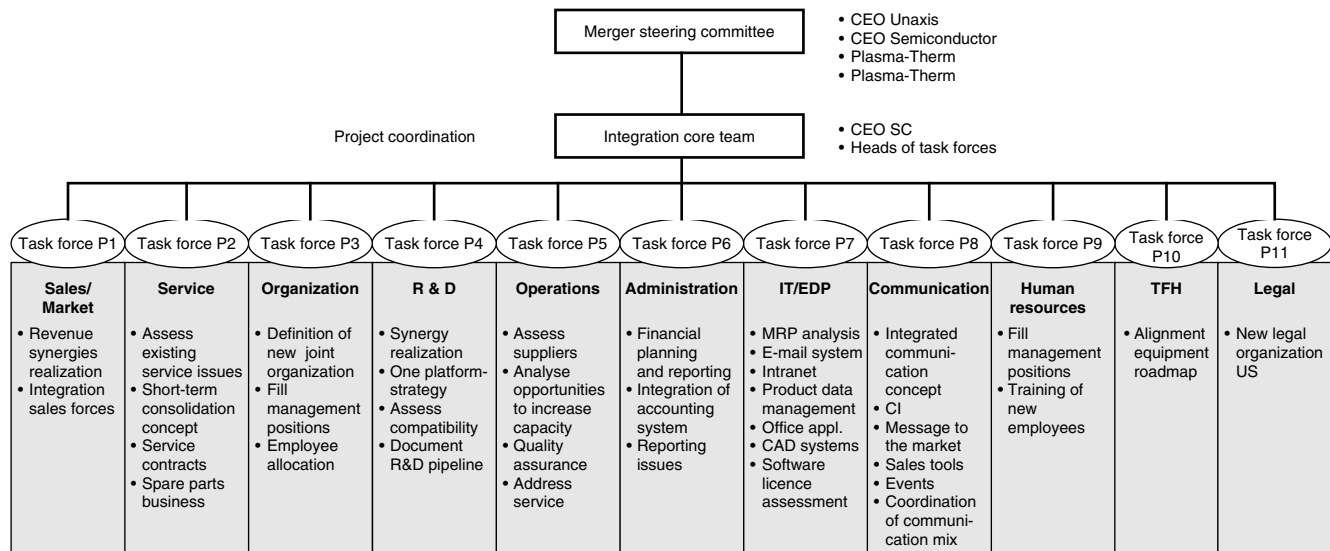 Merger steering committee
• CEO Unaxis
• CEO Semiconductor
• Plasma-Therm
• Plasma-Therm
Project coordination
Integration core team
• CEO SC
• Heads of task forces
Task force P1
Sales/
Market
• Revenue
synergies
realization
• Integration
sales forces
Task force P2
Service
• Assess
existing
service issues
• Short-term
consolidation
concept
• Service
contracts
• Spare parts
business
Task force P3
Organization
• Definition of
new joint
organization
• Fill
management
positions
• Employee
allocation
Task force P4
R & D
• Synergy
realization
• One platform-
strategy
• Assess
compatibility
• Document
R&D pipeline
Task force P5
Operations
• Assess
suppliers
• Analyse
opportunities
to increase
capacity
• Quality
assurance
• Address
service
Task force P6
Administration
• Financial
planning
and reporting
• Integration of
accounting
system
• Reporting
issues
Task force P7
IT/EDP
• MRP analysis
• E-mail system
• Intranet
• Product data
management
• Office appl.
• CAD systems
• Software
licence
assessment
Task force P8
Communication
• Integrated
communi-
cation
concept
• CI
• Message to
the market
• Sales tools
• Events
• Coordination
of communi-
cation mix
Task force P9
Human
resources
• Fill
management
positions
• Training of
new
employees
Task force
P10
TFH
• Alignment
equipment
roadmap
Task force
P11
Legal
• New legal
organization
US